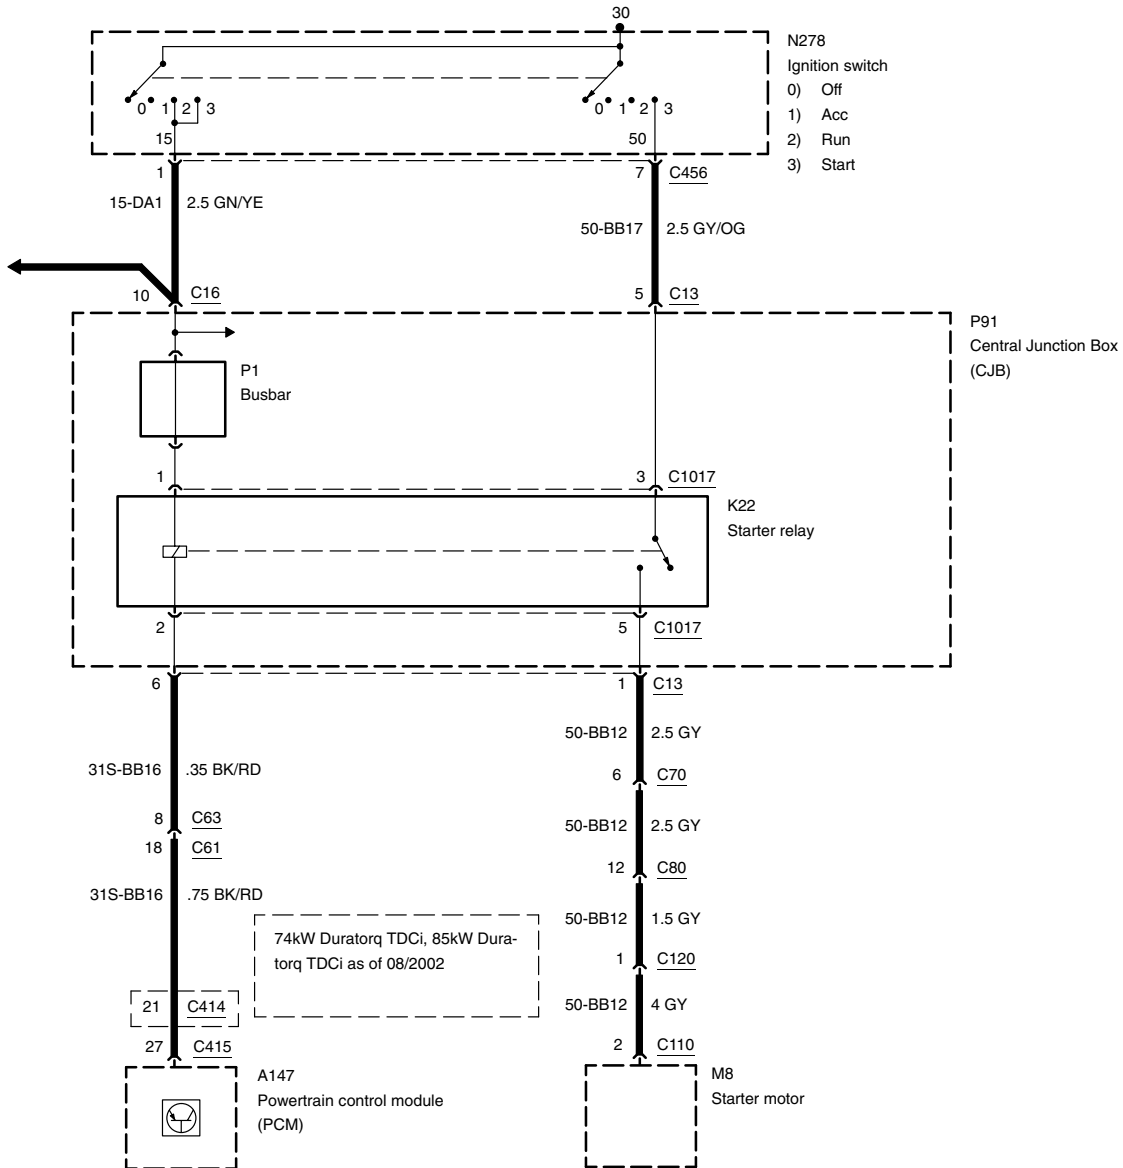 30
N278
Ignition switch
0) Off
1) Acc
2) Run
3) Start
0 1 2 3
0 1 2 3
15
50
1
7 C456
15-DA1 2.5 GN/YE
50-BB17 2.5 GY/OG
10 C16
5 C13
P91
Central Junction Box
(CJB)
P1
Busbar
1
3 C1017
K22
Starter relay
2
5 C1017
6
1 C13
50-BB12 2.5 GY
31S-BB16 .35 BK/RD
6 C70
8 C63
50-BB12 2.5 GY
18 C61
12 C80
31S-BB16 .75 BK/RD
50-BB12 1.5 GY
74kW Duratorq TDCi, 85kW Dura-
torq TDCi as of 08/2002
1 C120
21 C414
50-BB12 4 GY
27 C415
2 C110
A147
Powertrain control module
(PCM)
M8
Starter motor